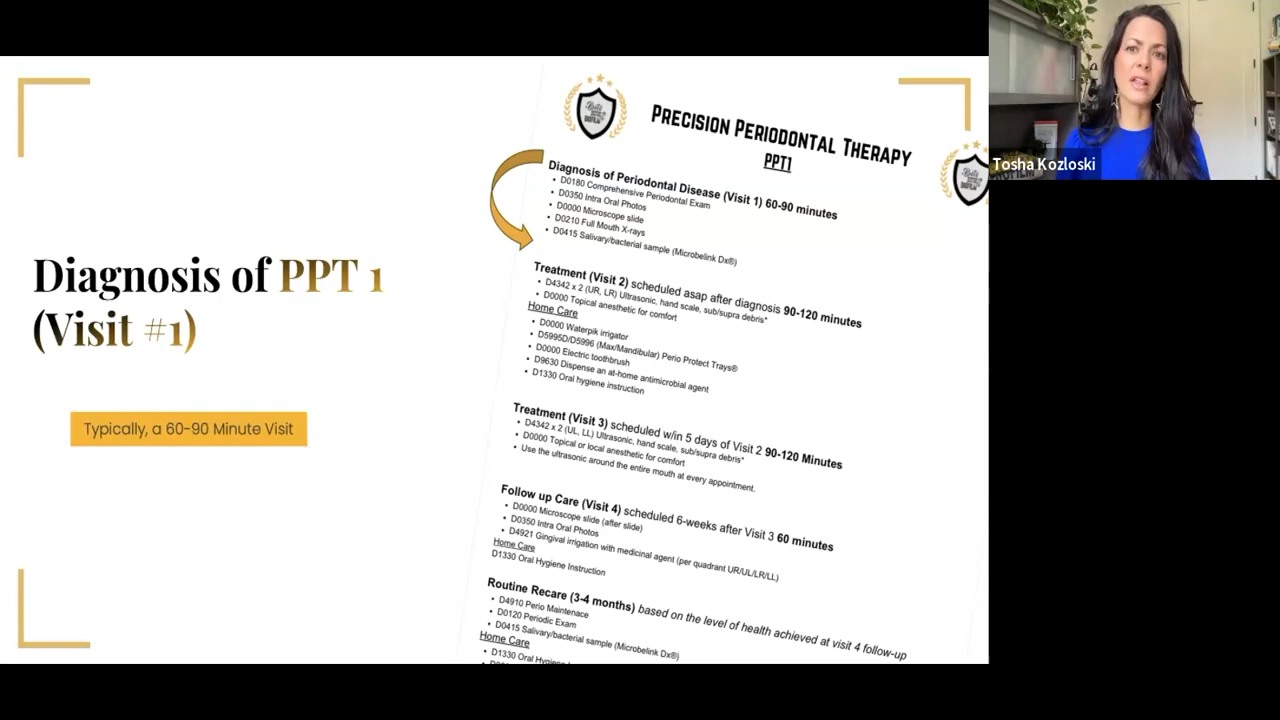 Diagnosis of PPT 1
(Visit #1)
Typically, a 60-90 Minute Visit
PRECISION PERIODONTAL THERAPY
PPT1
Diagnosis of Periodontal Disease (Visit 1) 60-90 minutes
• D0180 Comprehensive Periodontal Exam
• D0350 Intra Oral Photos
• D0000 Microscope slide
• D0210 Full Mouth X-rays
• D0415 Salivary/bacterial sample (Microbelink Dx®)
Treatment (Visit 2) scheduled asap after diagnosis 90-120 minutes
• D4342 x 2 (UR, LR) Ultrasonic, hand scale, sub/supra debris*
• D0000 Topical anesthetic for comfort
Home Care
• D0000 Waterpik irrigator
• D5995D/D5996 (Max/Mandibular) Perio Protect Trays®
• D0000 Electric toothbrush
• D9630 Dispense an at-home antimicrobial agent
• D1330 Oral hygiene instruction
Treatment (Visit 3) scheduled w/in 5 days of Visit 2 90-120 Minutes
• D4342 x 2 (UL, LL) Ultrasonic, hand scale, sub/supra debris*
• D0000 Topical or local anesthetic for comfort
• Use the ultrasonic around the entire mouth at every appointment.
Follow up Care (Visit 4) scheduled 6-weeks after Visit 3 60 minutes
• D0000 Microscope slide (after slide)
• D0350 Intra Oral Photos
• D4921 Gingival irrigation with medicinal agent (per quadrant UR/UL/LR/LL)
Home Care
D1330 Oral Hygiene Instruction
Routine Recare (3-4 months) based on the level of health achieved at visit 4 follow-up
• D4910 Perio Maintenace
• D0120 Periodic Exam
• D0415 Salivary/bacterial sample (Microbelink Dx®)
Home Care
• D1330 Oral Hygiene
Tosha Kozloski